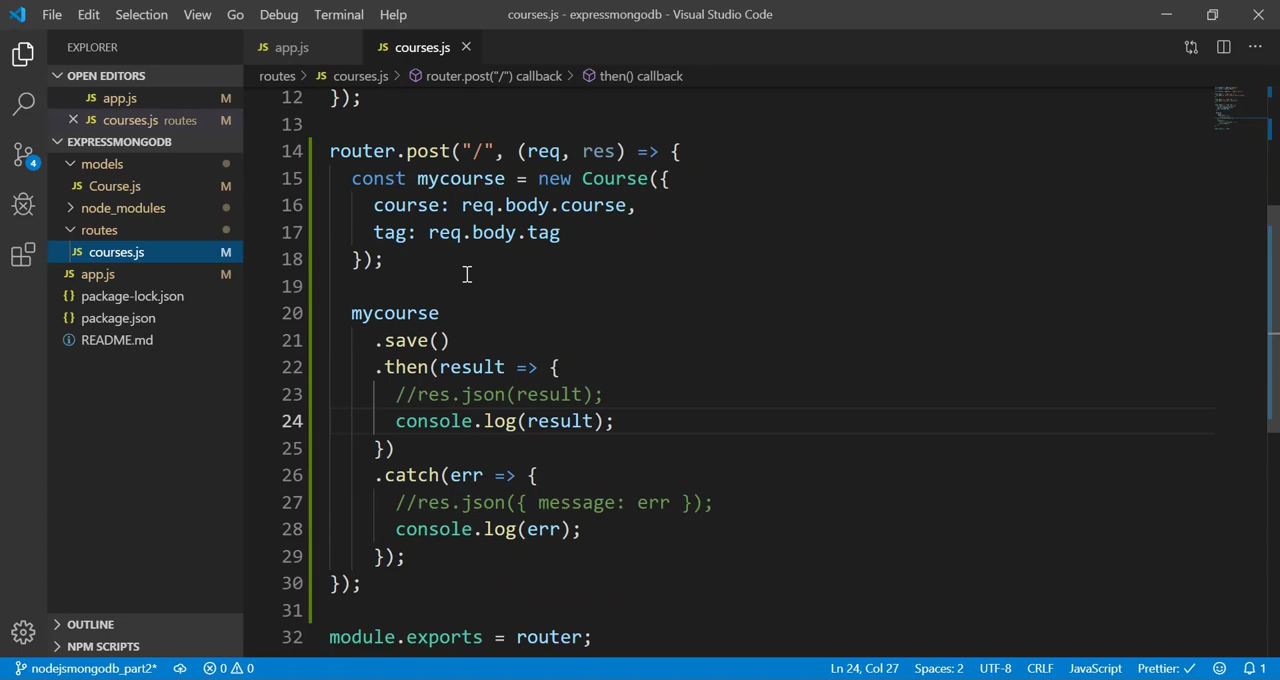 File Edit Selection View Go Debug Terminal Help courses.js - expressmongodb - Visual Studio Code
EXPLORER
OPEN EDITORS
JS app.js M
JS courses.js routes M
EXPRESSMONGODB
models
JS Course.js M
node_modules
routes
JS courses.js M
JS app.js M
{} package-lock.json
{} package.json
README.md
OUTLINE
NPM SCRIPTS
4
JS app.js JS courses.js
routes > JS courses.js > router.post("/") callback > then() callback
12 });
13
14 router.post("/", (req, res) => {
15 const mycourse = new Course({
16 course: req.body.course,
17 tag: req.body.tag
18 });
19
20 mycourse
21 .save()
22 .then(result => {
23 //res.json(result);
24 console.log(result);
25 })
26 .catch(err => {
27 //res.json({ message: err });
28 console.log(err);
29 });
30 });
31
32 module.exports = router;
nodejsmongodb_part2* 0 0 Ln 24, Col 27 Spaces: 2 UTF-8 CRLF JavaScript Prettier: ✓ 1